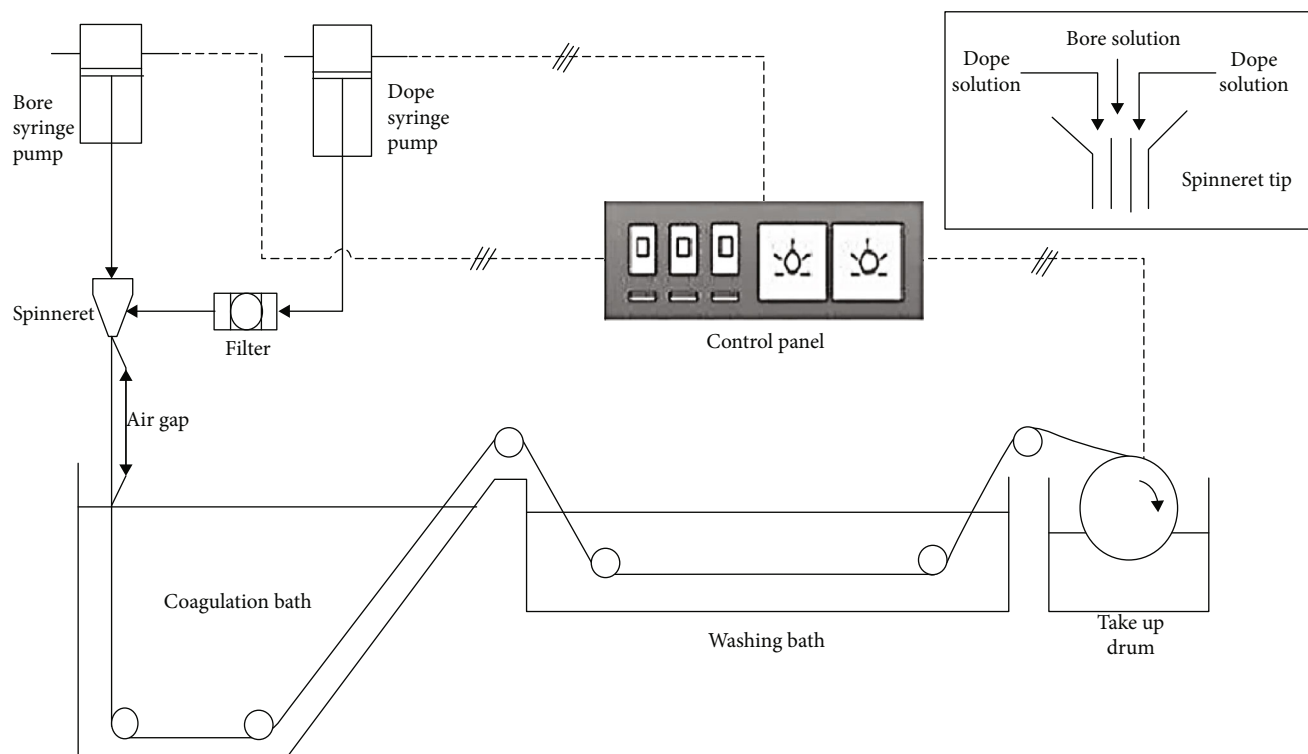 Bore
syringe
pump
Dope
syringe
pump
Bore solution
Dope
solution
Dope
solution
Spinneret tip
Spinneret
Filter
Control panel
Air gap
Coagulation bath
Washing bath
Take up
drum